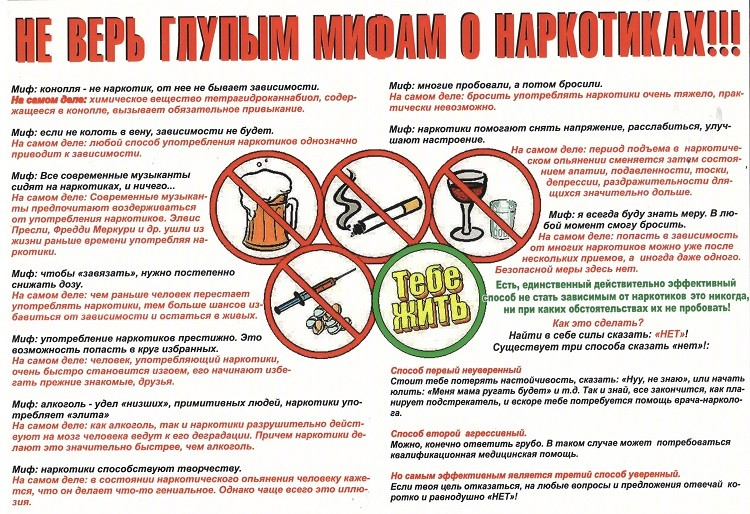 НЕ ВЕРЬ ГЛУПЫМ МИФАМ О НАРКОТИКАХ!!!
Миф: конопля - не наркотик, от нее не бывает зависимости.
На самом деле: химическое вещество тетрагидроканнабиол, содер-
жащееся в конопле, вызывает обязательное привыкание.
Миф: если не колоть в вену, зависимости не будет.
На самом деле: любой способ употребления наркотиков однозначно
приводит к зависимости.
Миф: Все современные музыканты
сидят на наркотиках, и ничего...
На самом деле: Современные музыкан-
ты предпочитают воздерживаться
от употребления наркотиков. Элвис
Пресли, Фредди Меркури и др. ушли из
жизни раньше времени употребляя на-
ркотики.
Миф: чтобы «завязать», нужно постепенно
снижать дозу.
На самом деле: чем раньше человек перестает
употреблять наркотики, тем больше шансов из-
бавиться от зависимости и остаться в живых.
Миф: употребление наркотиков престижно. Это
возможность попасть в круг избранных.
На самом деле: человек, употребляющий наркотики,
очень быстро становится изгоем, его начинают избе-
гать прежние знакомые, друзья.
Миф: алкоголь - удел «низших», примитивных людей, наркотики упо-
требляет «элита»
На самом деле: как алкоголь, так и наркотики разрушительно дейст-
вуют на мозг человека ведут к его деградации. Причем наркотики де-
лают это значительно быстрее, чем алкоголь.
Миф: наркотики способствуют творчеству.
На самом деле: в состоянии наркотического опьянения человеку каже-
тся, что он делает что-то гениальное. Однако чаще всего это иллю-
зия.
Тебе
ЖИТЬ
Миф: многие пробовали, а потом бросили.
На самом деле: бросить употреблять наркотики очень тяжело, прак-
тически невозможно.
Миф: наркотики помогают снять напряжение, расслабиться, улуч-
шают настроение.
На самом деле: период подъема в наркотиче-
ском опьянении сменяется затем состоя-
нием апатии, подавленности, тоски,
депрессии, раздражительности для-
щихся значительно дольше.
Миф: я всегда буду знать меру. В лю-
бой момент смогу бросить.
На самом деле: попасть в зависимость
от многих наркотиков можно уже после
нескольких приемов, а иногда даже одного.
Безопасной меры здесь нет.
Есть, единственный действительно эффективный
способ не стать зависимым от наркотиков это никогда,
ни при каких обстоятельствах их не пробовать!
Как это сделать?
Найти в себе силы сказать: «НЕТ»!
Существует три способа сказать «нет»!:
Способ первый неуверенный
Стоит тебе потерять настойчивость, сказать: «Нуу, не знаю», или начать
юлить: «Меня мама ругать будет» и т.д. Так и знай, все закончится, как пла-
нирует подстрекатель, и вскоре тебе потребуется помощь врача-нарколо-
га.
Способ второй агрессивный.
Можно, конечно ответить грубо. В таком случае может потребоваться
квалификационная медицинская помощь.
Но самым эффективным является третий способ уверенный.
Если твоя цель отказаться, на любые вопросы и предложения отвечай ко-
ротко и равнодушно «НЕТ»!